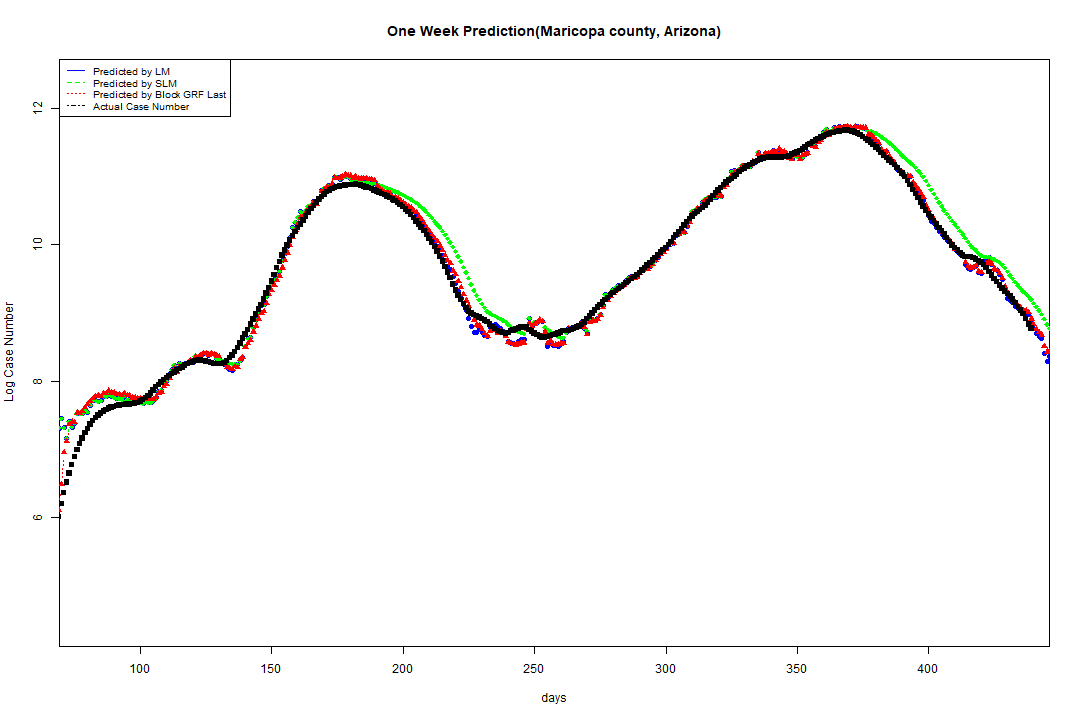 One Week Prediction(Maricopa county, Arizona)
Predicted by LM
Predicted by SLM
Predicted by Block GRF Last
Actual Case Number
12
10
8
6
Log Case Number
100 150 200 250 300 350 400
days